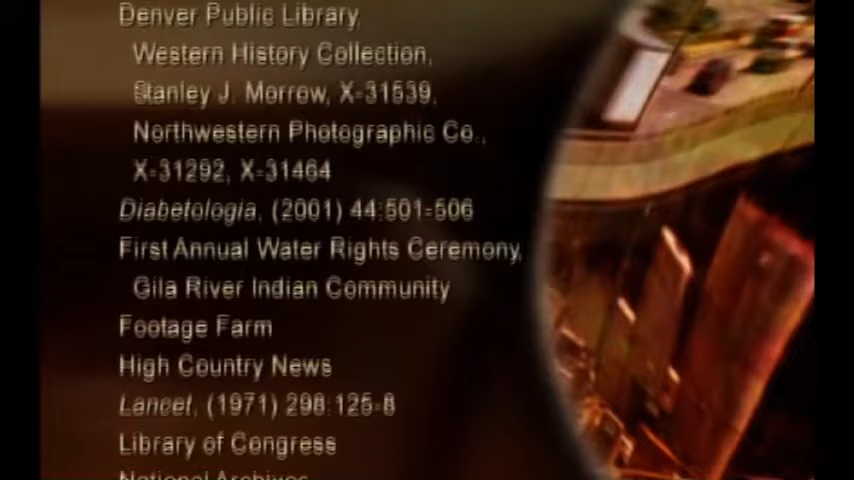 Denver Public Library,
Western History Collection,
Stanley J. Morrow, X-31539,
Northwestern Photographic Co.,
X-31292, X-31464
Diabetologia, (2001) 44:501-506
First Annual Water Rights Ceremony,
Gila River Indian Community
Footage Farm
High Country News
Lancet, (1971) 298:125-8
Library of Congress
National Archives